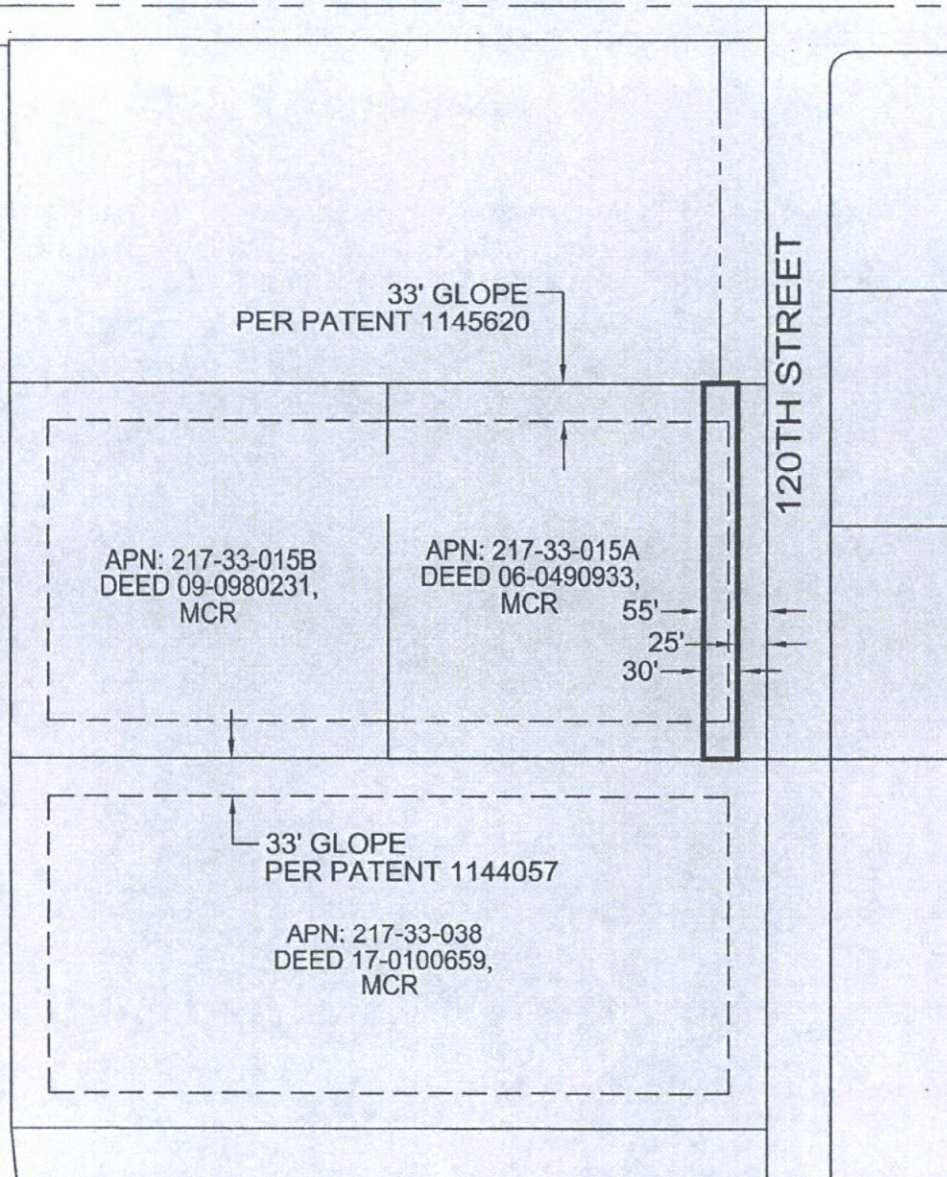 33' GLOPE
PER PATENT 1145620
120TH STREET
APN: 217-33-015B
DEED 09-0980231,
MCR
APN: 217-33-015A
DEED 06-0490933,
MCR
55'
25'
30'
33' GLOPE
PER PATENT 1144057
APN: 217-33-038
DEED 17-0100659,
MCR